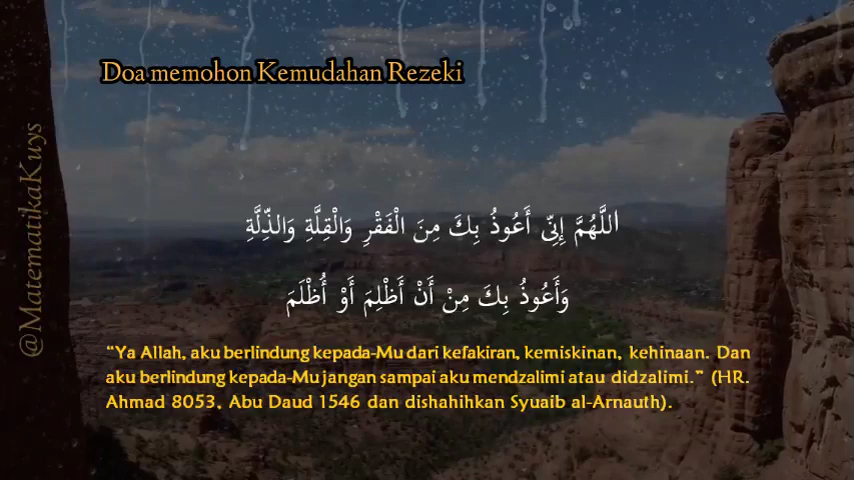 Doa memohon Kemudahan Rezeki
@MatematikaKuys
اللَّهُمَّ إِنِّى أَعُوذُ بِكَ مِنَ الْفَقْرِ وَالْقِلَّةِ وَالذِّلَّةِ
وَأَعُوذُ بِكَ مِنْ أَنْ أَظْلِمَ أَوْ أُظْلَمَ
“Ya Allah, aku berlindung kepada-Mu dari kefakiran, kemiskinan, kehinaan. Dan
aku berlindung kepada-Mu jangan sampai aku mendzalimi atau didzalimi.” (HR.
Ahmad 8053, Abu Daud 1546 dan dishahihkan Syuaib al-Arnauth).